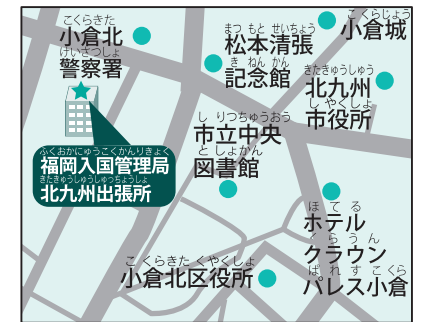 こくらきた
小倉北
けいさつしょ
警察署
まつもとせいちょう
松本清張
きねんかん
記念館
こくらじょう
小倉城
きたきゅうしゅう
北九州
しやくしょ
市役所
しりつちゅうおう
市立中央
としょかん
図書館
ふくおかにゅうこくかんりきょく
福岡入国管理局
きたきゅうしゅうしゅっちょうしょ
北九州出張所
ほてる
ホテル
くらうん
クラウン
ぱれすこくら
パレス小倉
こくらきたくやくしょ
小倉北区役所